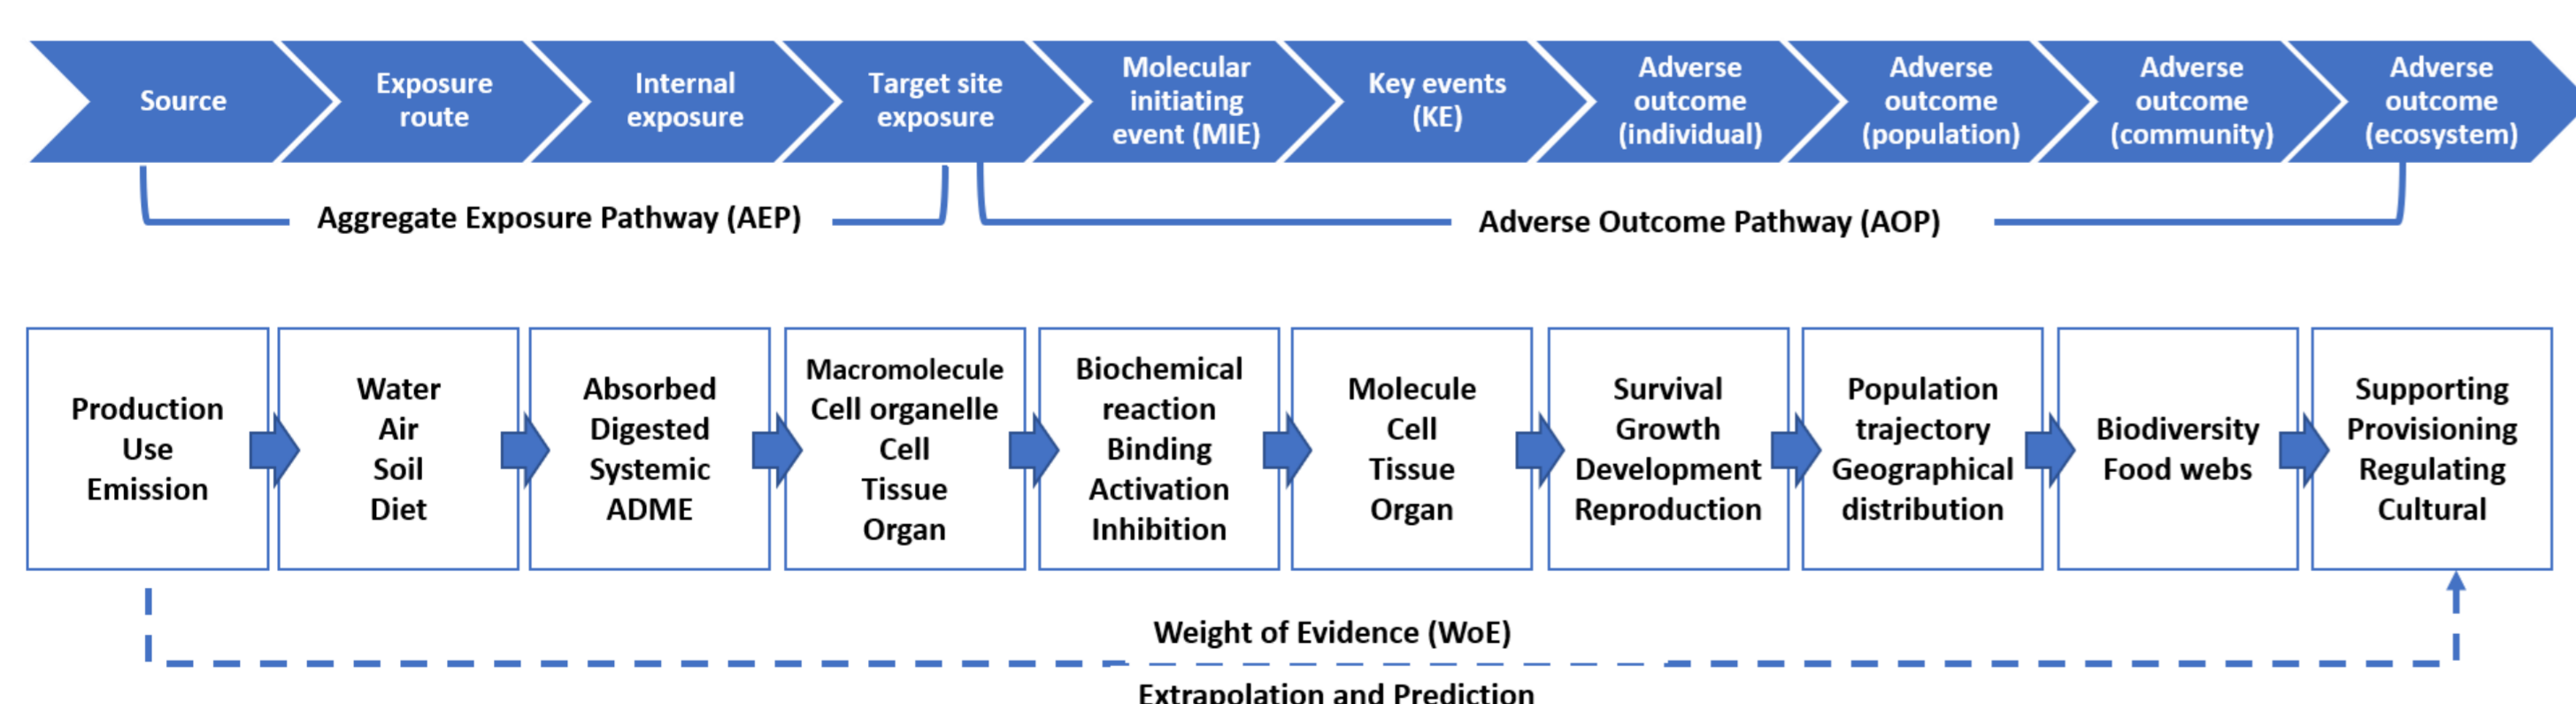 Source
Exposure
route
Internal
exposure
Target site
exposure
Molecular
initiating
event (MIE)
Key events
(KE)
Adverse
outcome
(individual)
Adverse
outcome
(population)
Adverse
outcome
(community)
Adverse
outcome
(ecosystem)
Aggregate Exposure Pathway (AEP)
Adverse Outcome Pathway (AOP)
Production
Use
Emission
Water
Air
Soil
Diet
Absorbed
Digested
Systemic
ADME
Macromolecule
Cell organelle
Cell
Tissue
Organ
Biochemical
reaction
Binding
Activation
Inhibition
Molecule
Cell
Tissue
Organ
Survival
Growth
Development
Reproduction
Population
trajectory
Geographical
distribution
Biodiversity
Food webs
Supporting
Provisioning
Regulating
Cultural
Weight of Evidence (WoE)
Extrapolation and Prediction